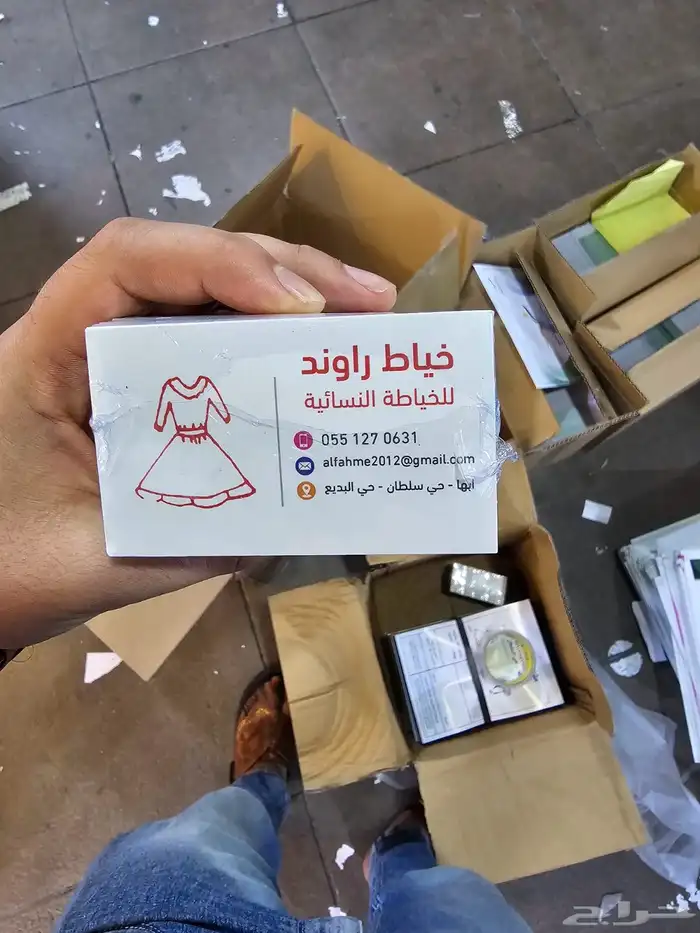 خياط راوند
للخياطة النسائية
055 127 0631
alfahme2012@gmail.com
ابها - حي سلطان - حي البديع
حراج